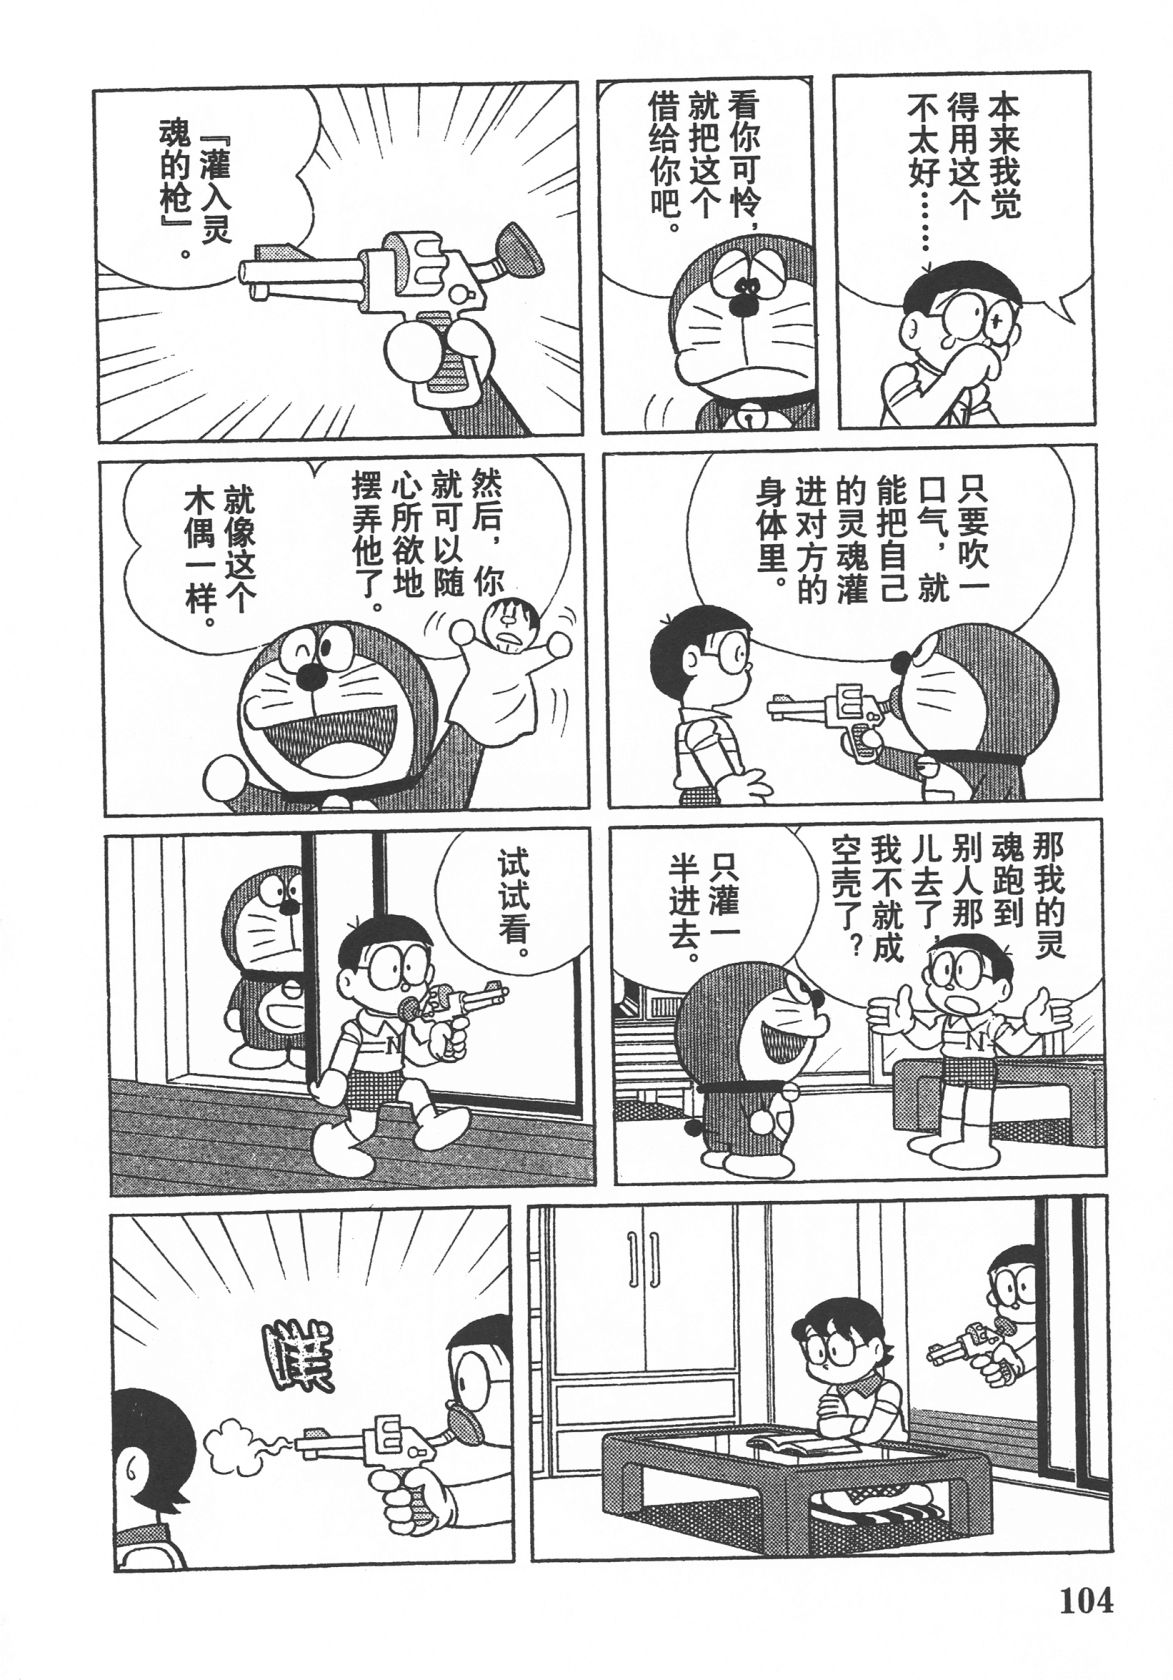 本来我觉
得用这个
不太好……
看你可怜，
就把这个
借给你吧。
『灌入灵
魂的枪』。
只要吹一
口气，就
能把自己
的灵魂灌
进对方的
身体里。
然后，你
就可以随
心所欲地
摆弄他了。
就像这个
木偶一样。
那我的灵
魂跑到
别人那
儿去了，
我不就成
空壳了？
只灌一
半进去。
试试看。
N
N
104